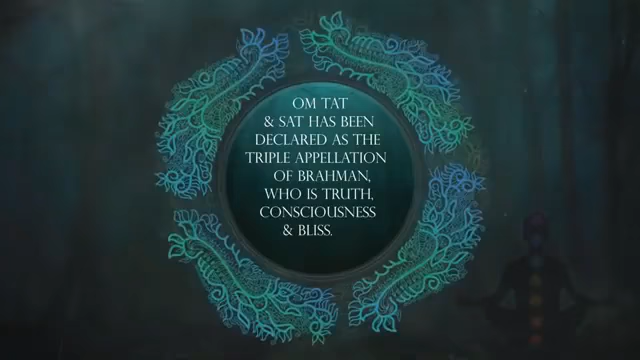 OM TAT
& SAT HAS BEEN
DECLARED AS THE
TRIPLE APPELLATION
OF BRAHMAN,
WHO IS TRUTH,
CONSCIOUSNESS
& BLISS.